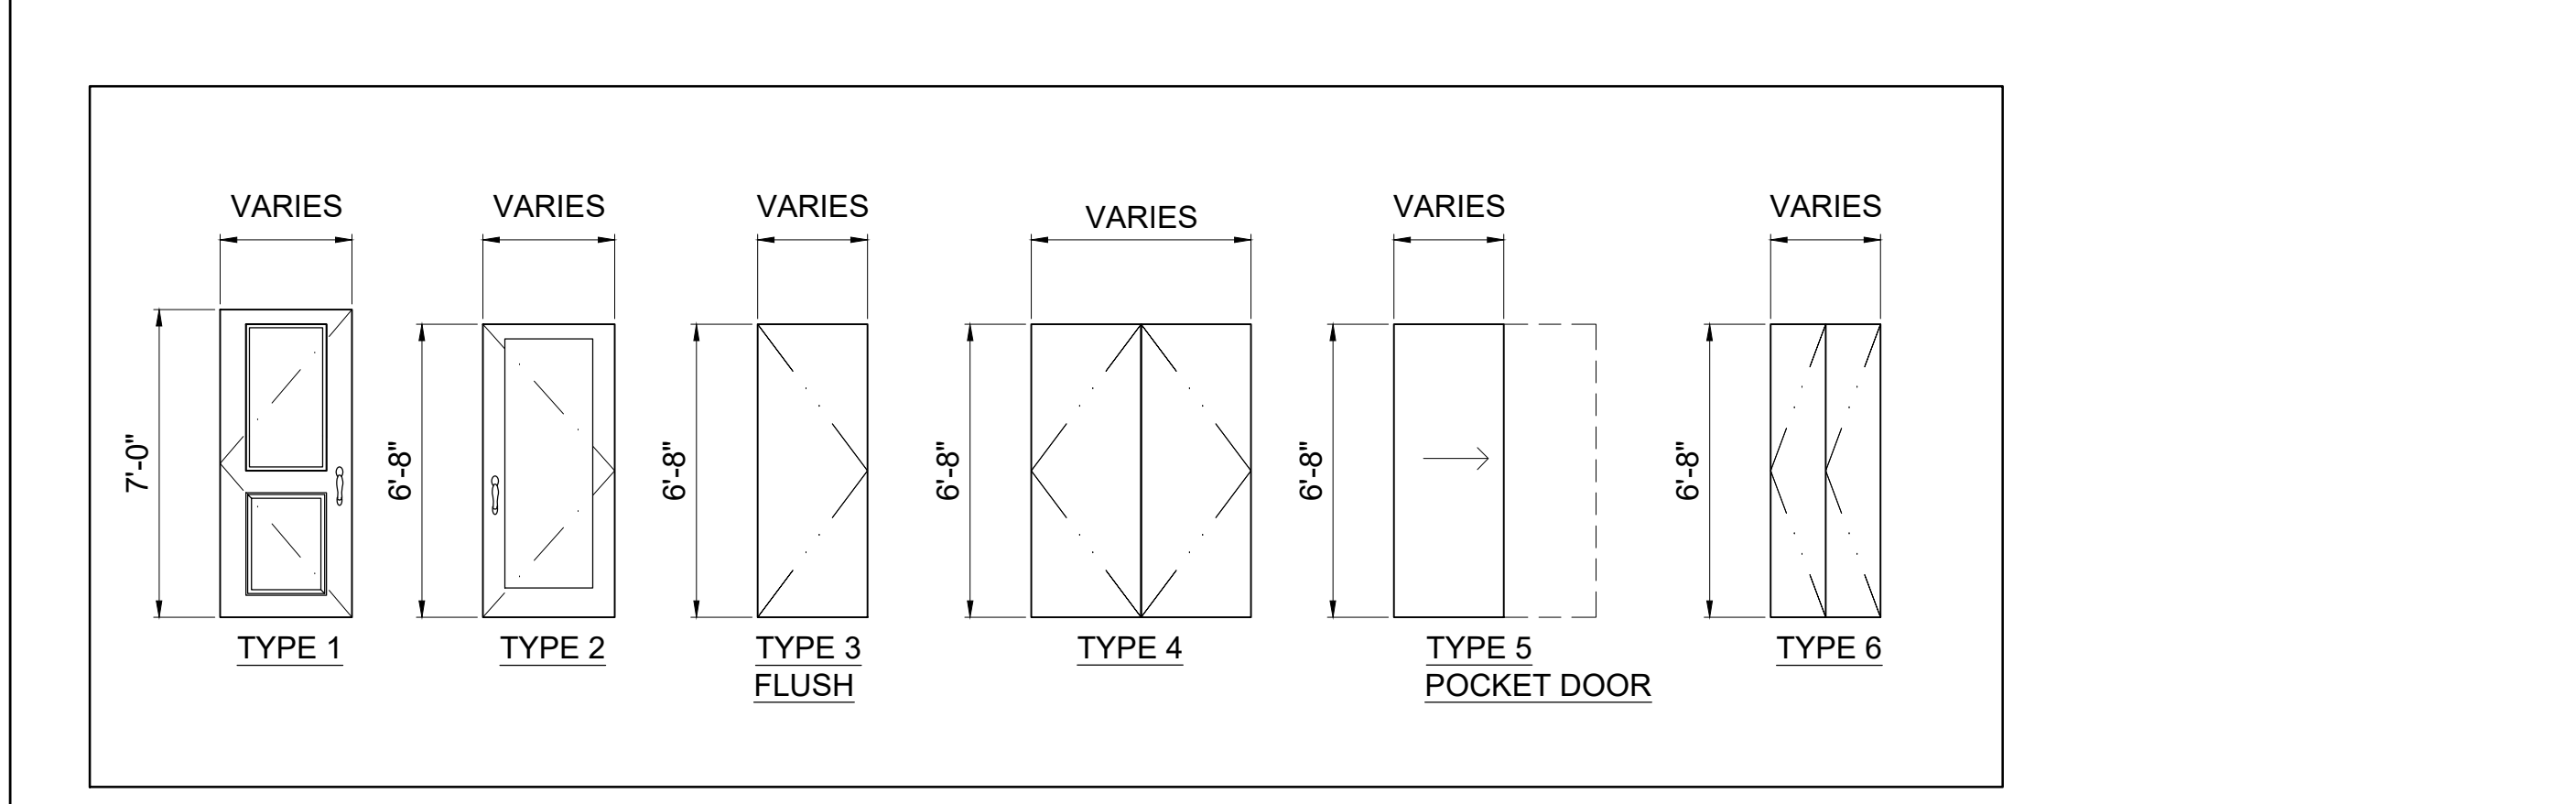 VARIES
VARIES
VARIES
VARIES
VARIES
VARIES
7'-0"
6'-8"
6'-8"
6'-8"
6'-8"
6'-8"
TYPE 1
TYPE 2
TYPE 3
FLUSH
TYPE 4
TYPE 5
POCKET DOOR
TYPE 6